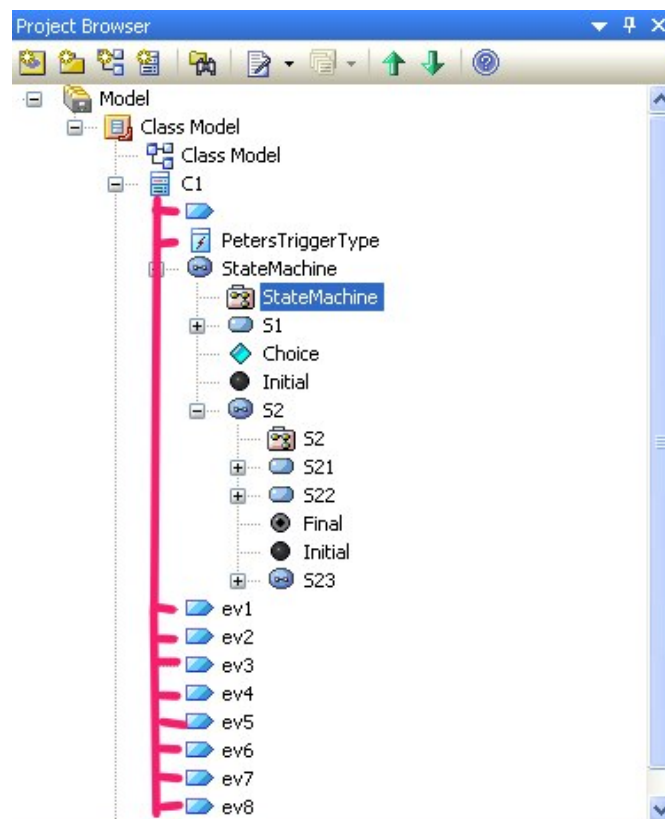 Project Browser
Model
Class Model
Class Model
C1
PetersTriggerType
StateMachine
StateMachine
S1
Choice
Initial
S2
S2
S21
S22
Final
Initial
S23
ev1
ev2
ev3
ev4
ev5
ev6
ev7
ev8